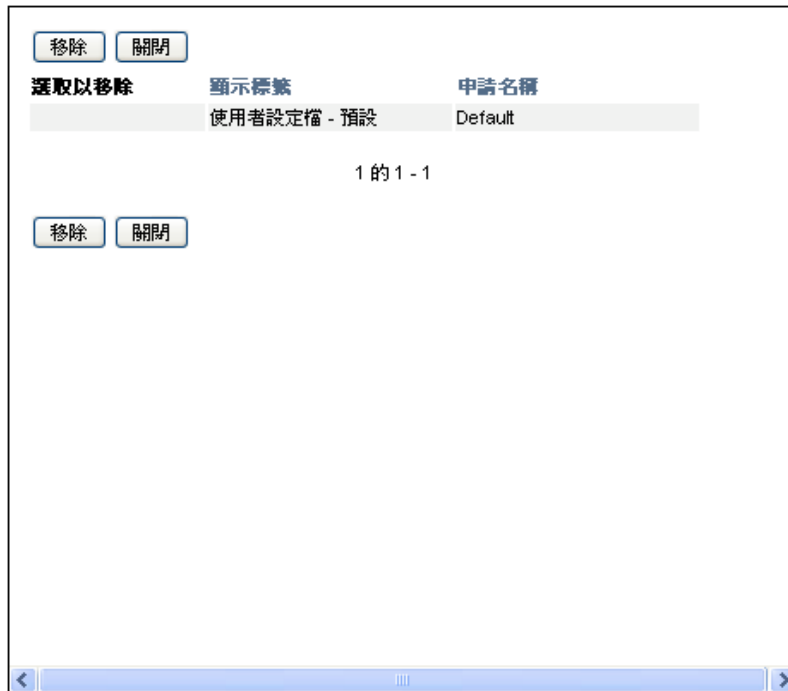 移除 關閉
選取以移除 顯示標籤 申請名稱
使用者設定檔 - 預設 Default
1 的 1 - 1
移除 關閉